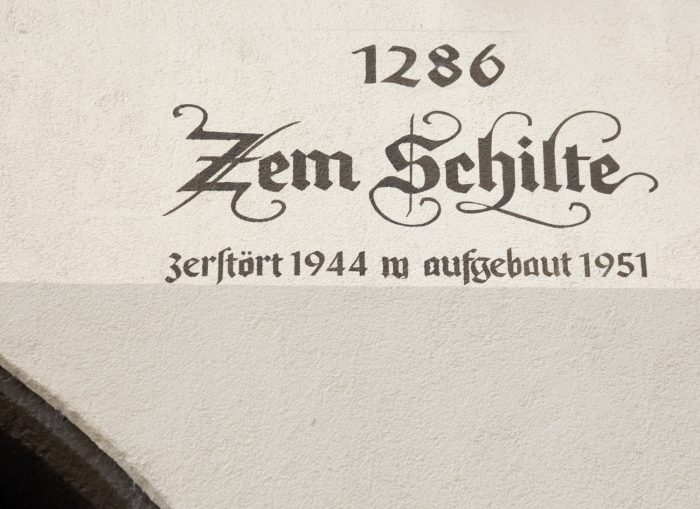 1286
Zem Schilte
zerſtört 1944 aufgebaut 1951